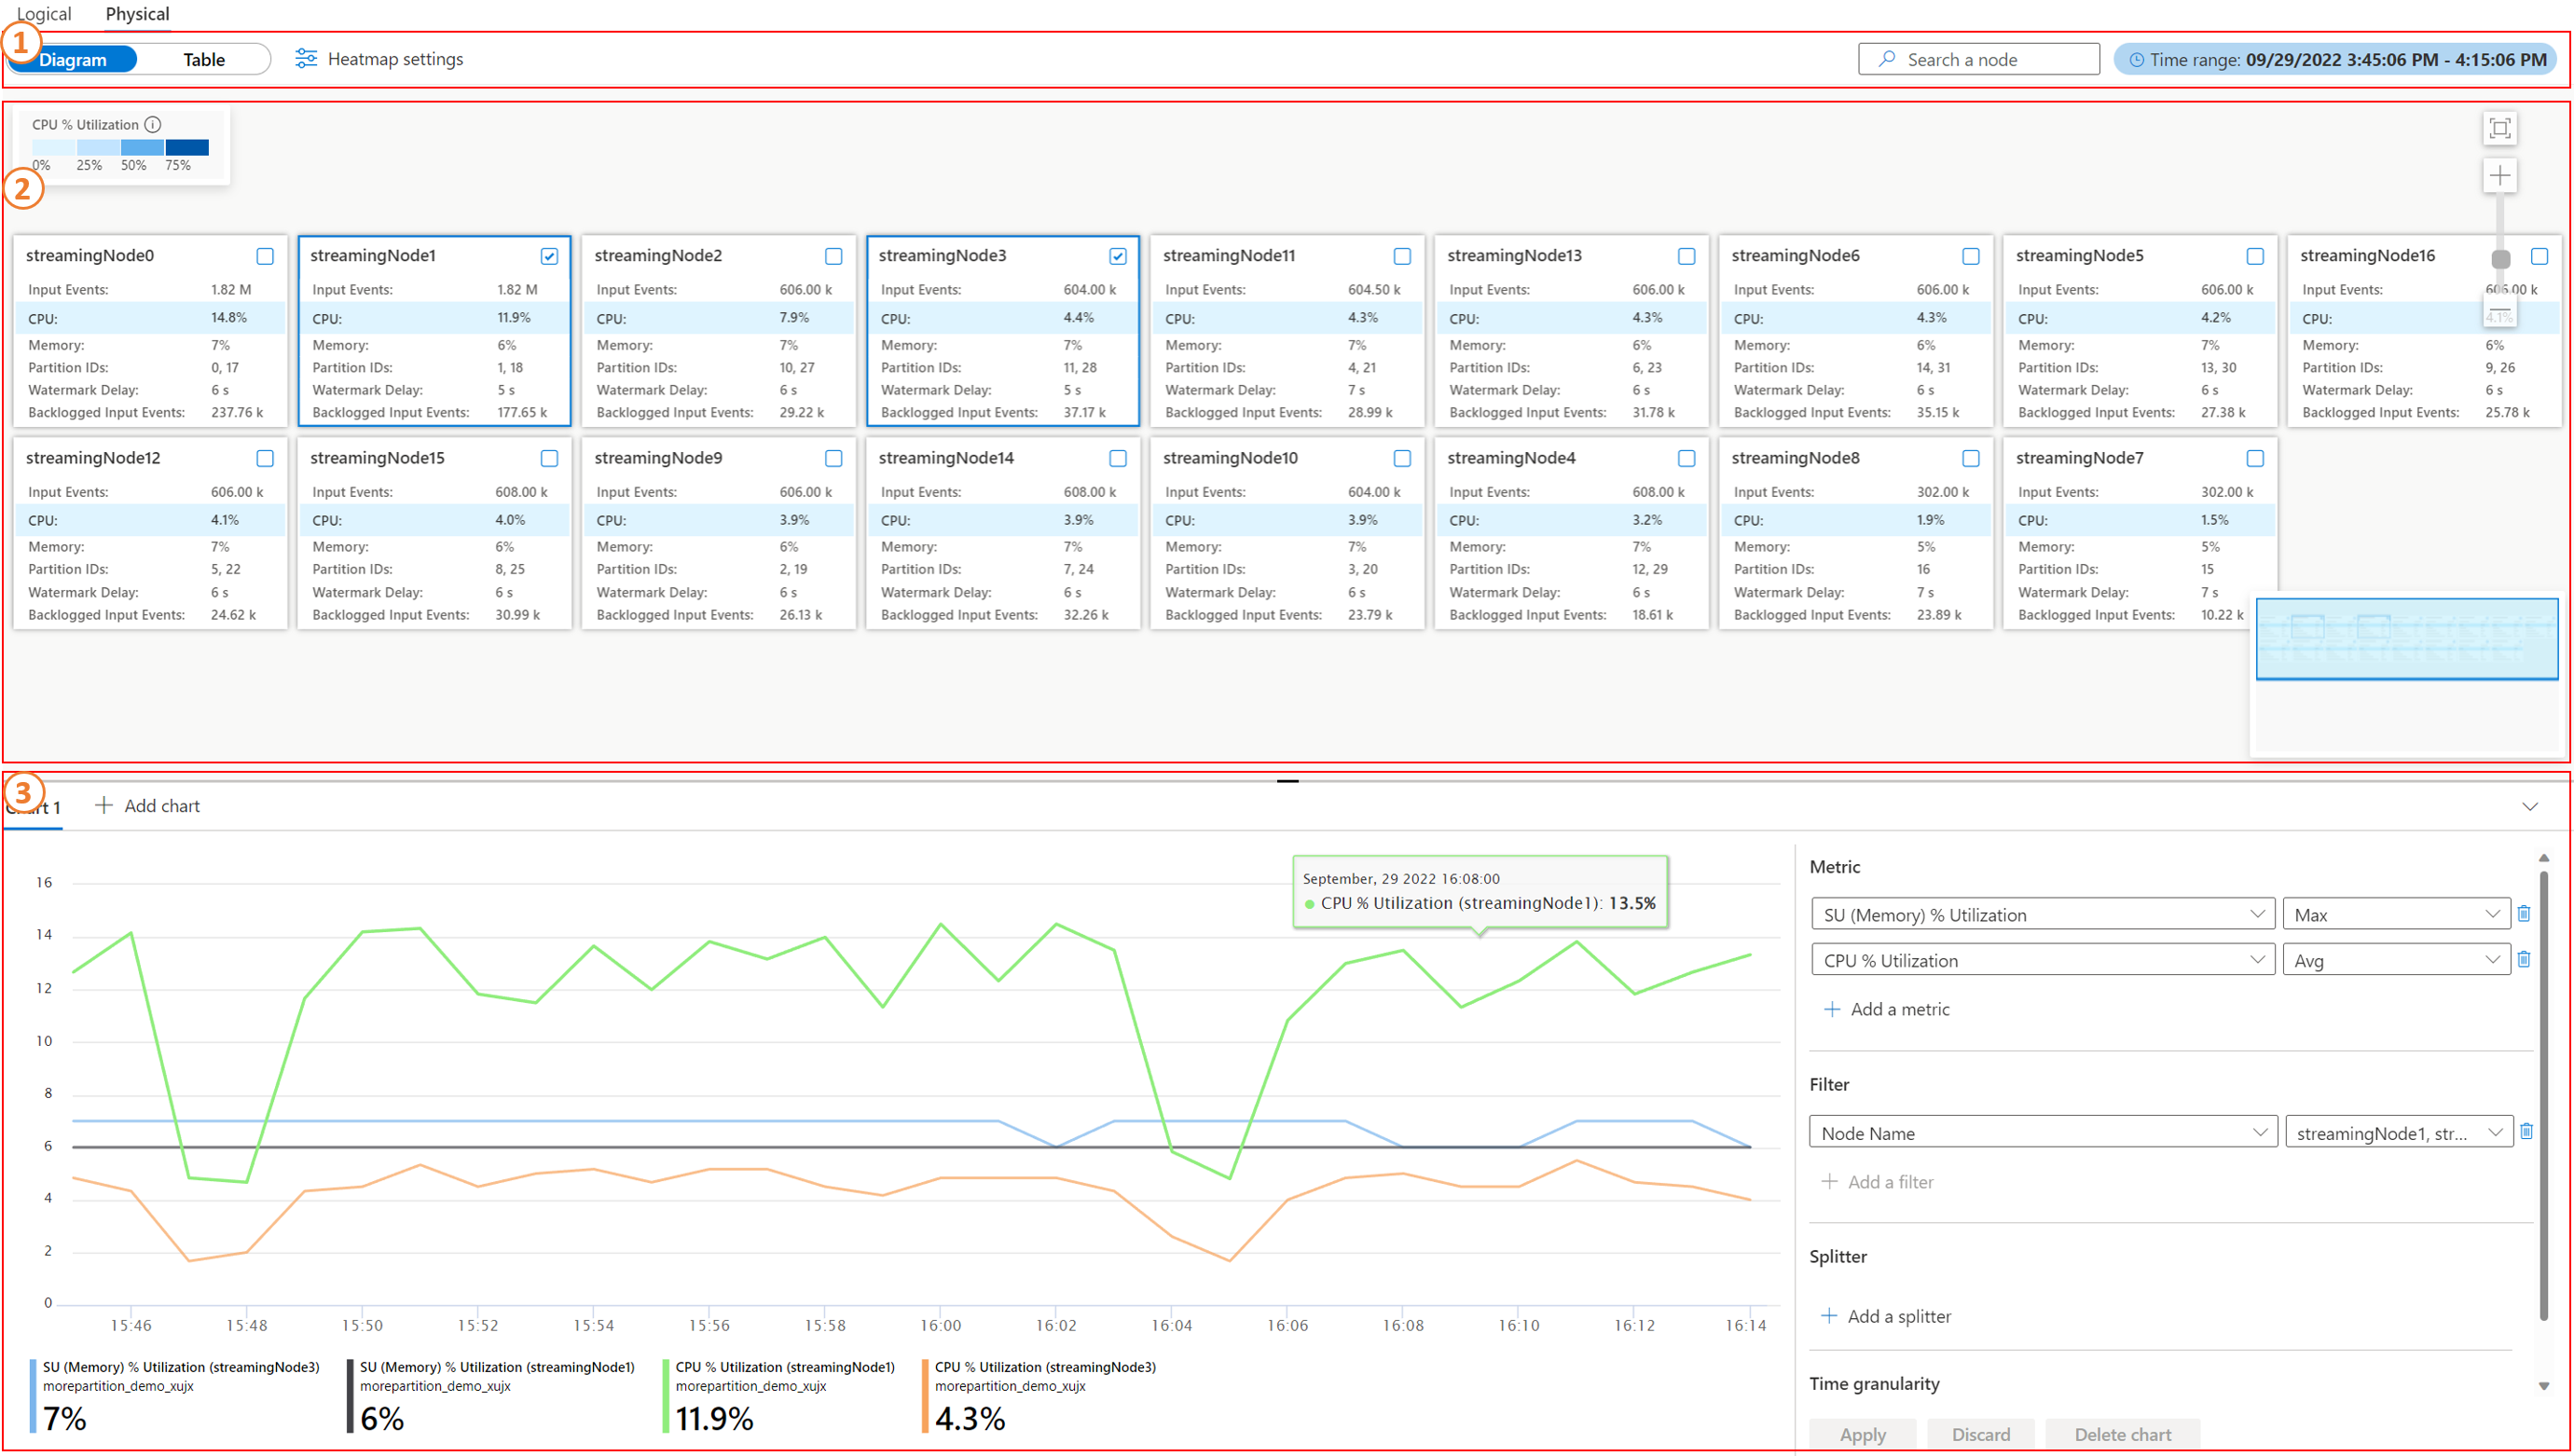 Logical Physical
1
Diagram Table Heatmap settings Search a node Time range: 09/29/2022 3:45:06 PM - 4:15:06 PM
CPU % Utilization
0% 25% 50% 75%
2
streamingNode0 streamingNode1 streamingNode2 streamingNode3 streamingNode11 streamingNode13 streamingNode6 streamingNode5 streamingNode16
Input Events: 1.82 M Input Events: 1.82 M Input Events: 606.00 k Input Events: 604.00 k Input Events: 604.50 k Input Events: 606.00 k Input Events: 606.00 k Input Events: 606.00 k Input Events: 606.00 k
CPU: 14.8% CPU: 11.9% CPU: 7.9% CPU: 4.4% CPU: 4.3% CPU: 4.3% CPU: 4.3% CPU: 4.2% CPU: 4.1%
Memory: 7% Memory: 6% Memory: 7% Memory: 7% Memory: 7% Memory: 6% Memory: 6% Memory: 7% Memory: 6%
Partition IDs: 0, 17 Partition IDs: 1, 18 Partition IDs: 10, 27 Partition IDs: 11, 28 Partition IDs: 4, 21 Partition IDs: 6, 23 Partition IDs: 14, 31 Partition IDs: 13, 30 Partition IDs: 9, 26
Watermark Delay: 6 s Watermark Delay: 5 s Watermark Delay: 6 s Watermark Delay: 5 s Watermark Delay: 7 s Watermark Delay: 6 s Watermark Delay: 6 s Watermark Delay: 6 s Watermark Delay: 6 s
Backlogged Input Events: 237.76 k Backlogged Input Events: 177.65 k Backlogged Input Events: 29.22 k Backlogged Input Events: 37.17 k Backlogged Input Events: 28.99 k Backlogged Input Events: 31.78 k Backlogged Input Events: 35.15 k Backlogged Input Events: 27.38 k Backlogged Input Events: 25.78 k
streamingNode12 streamingNode15 streamingNode9 streamingNode14 streamingNode10 streamingNode4 streamingNode8 streamingNode7
Input Events: 606.00 k Input Events: 608.00 k Input Events: 606.00 k Input Events: 608.00 k Input Events: 604.00 k Input Events: 608.00 k Input Events: 302.00 k Input Events: 302.00 k
CPU: 4.1% CPU: 4.0% CPU: 3.9% CPU: 3.9% CPU: 3.9% CPU: 3.2% CPU: 1.9% CPU: 1.5%
Memory: 7% Memory: 6% Memory: 6% Memory: 7% Memory: 7% Memory: 7% Memory: 5% Memory: 5%
Partition IDs: 5, 22 Partition IDs: 8, 25 Partition IDs: 2, 19 Partition IDs: 7, 24 Partition IDs: 3, 20 Partition IDs: 12, 29 Partition IDs: 16 Partition IDs: 15
Watermark Delay: 6 s Watermark Delay: 6 s Watermark Delay: 6 s Watermark Delay: 6 s Watermark Delay: 6 s Watermark Delay: 6 s Watermark Delay: 7 s Watermark Delay: 7 s
Backlogged Input Events: 24.62 k Backlogged Input Events: 30.99 k Backlogged Input Events: 26.13 k Backlogged Input Events: 32.26 k Backlogged Input Events: 23.79 k Backlogged Input Events: 18.61 k Backlogged Input Events: 23.89 k Backlogged Input Events: 10.22 k
3
Chart 1 Add chart
16
14
12
10
8
6
4
2
0
15:46 15:48 15:50 15:52 15:54 15:56 15:58 16:00 16:02 16:04 16:06 16:08 16:10 16:12 16:14
September, 29 2022 16:08:00
CPU % Utilization (streamingNode1): 13.5%
SU (Memory) % Utilization (streamingNode3) SU (Memory) % Utilization (streamingNode1) CPU % Utilization (streamingNode1) CPU % Utilization (streamingNode3)
morepartition_demo_xujx morepartition_demo_xujx morepartition_demo_xujx morepartition_demo_xujx
7% 6% 11.9% 4.3%
Metric
SU (Memory) % Utilization Max
CPU % Utilization Avg
Add a metric
Filter
Node Name streamingNode1, str...
Add a filter
Splitter
Add a splitter
Time granularity
Apply Discard Delete chart